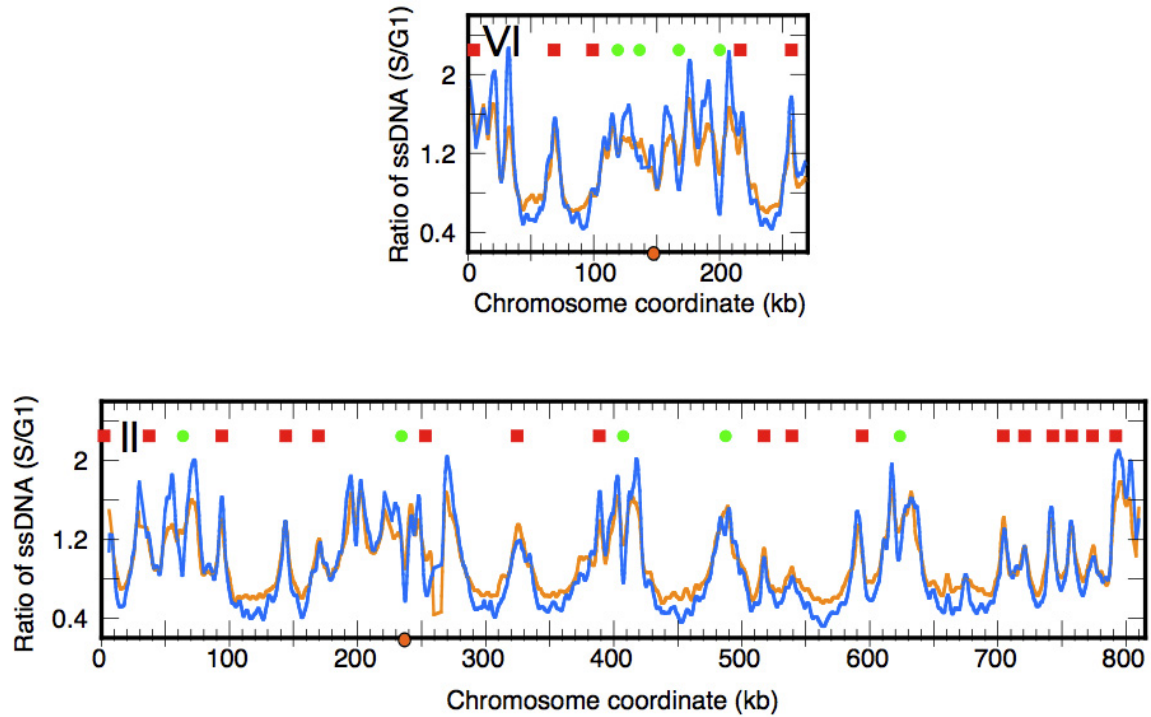 VI
Ratio of ssDNA (S/G1)
2
1.2
0.4
0 100 200
Chromosome coordinate (kb)
II
Ratio of ssDNA (S/G1)
2
1.2
0.4
0 100 200 300 400 500 600 700 800
Chromosome coordinate (kb)